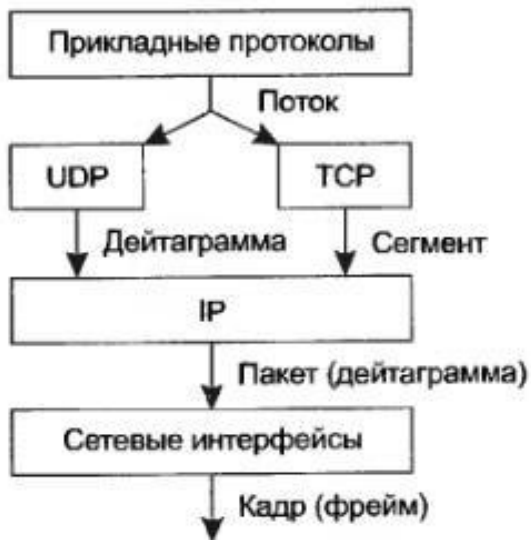 Прикладные протоколы
Поток
UDP
TCP
Дейтаграмма
Сегмент
IP
Пакет (дейтаграмма)
Сетевые интерфейсы
Кадр (фрейм)